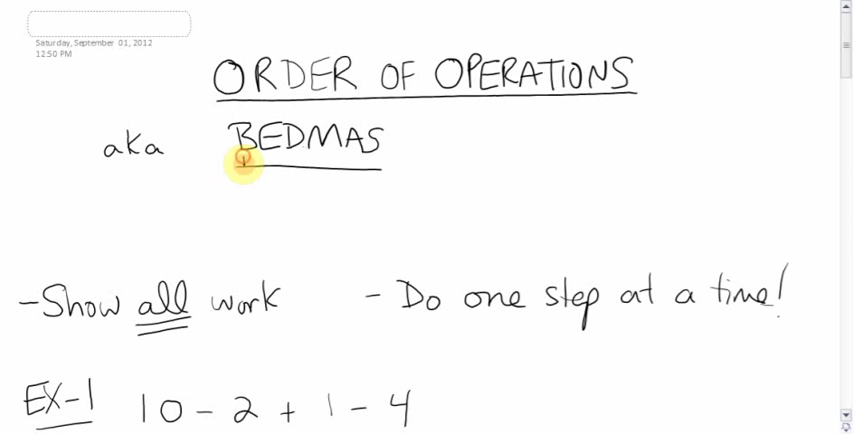 Saturday, September 01, 2012
12:50 PM
ORDER OF OPERATIONS
aka BEDMAS
-Show all work - Do one step at a time!
EX-1 10 - 2 + 1 - 4